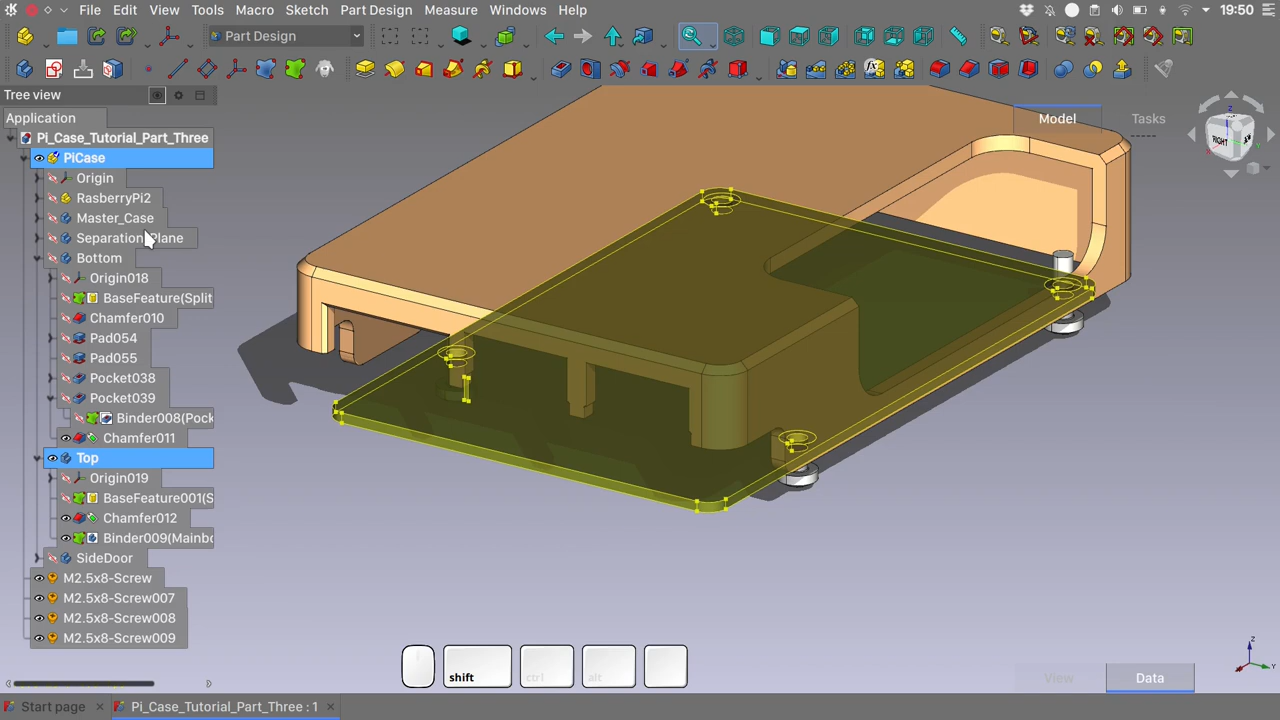 File Edit View Tools Macro Sketch Part Design Measure Windows Help 19:50
Part Design
Tree view
Application
Model Tasks
Pi_Case_Tutorial_Part_Three
PiCase
Origin
RasberryPi2
Master_Case
Separation Plane
Bottom
Origin018
BaseFeature(Split
Chamfer010
Pad054
Pad055
Pocket038
Pocket039
Binder008(Pock
Chamfer011
Top
Origin019
BaseFeature001(S
Chamfer012
Binder009(Mainbo
SideDoor
M2.5x8-Screw
M2.5x8-Screw007
M2.5x8-Screw008
M2.5x8-Screw009
RIGHT
Z
shift ctrl alt
View Data
Start page Pi_Case_Tutorial_Part_Three : 1